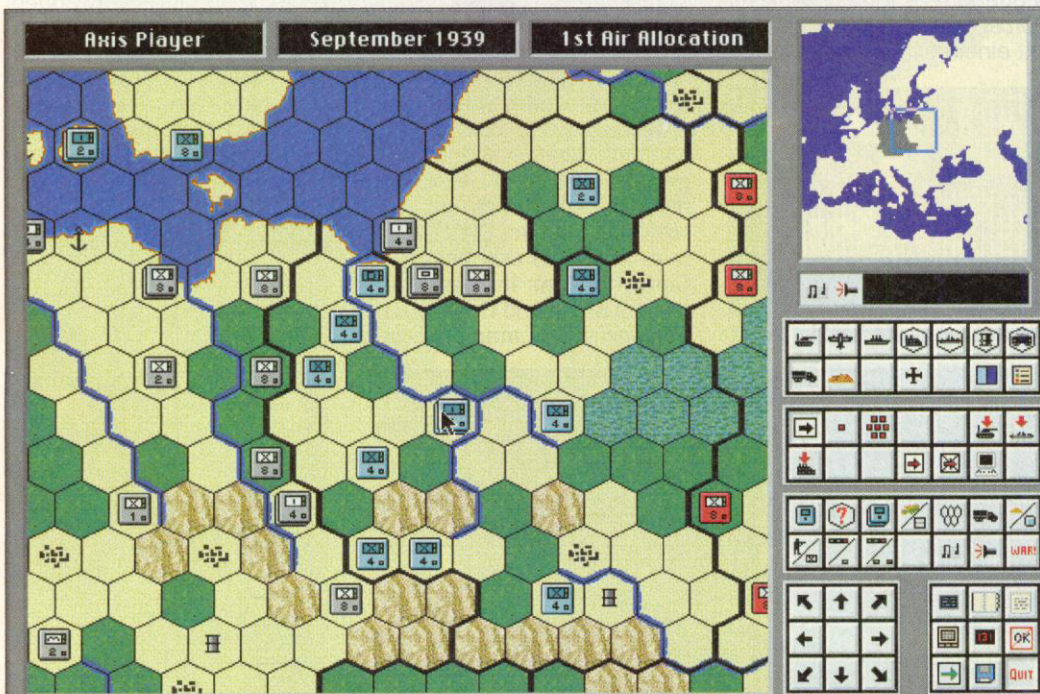 Axis Player
September 1939
1st Air Allocation
WAR!
OK
QUIT